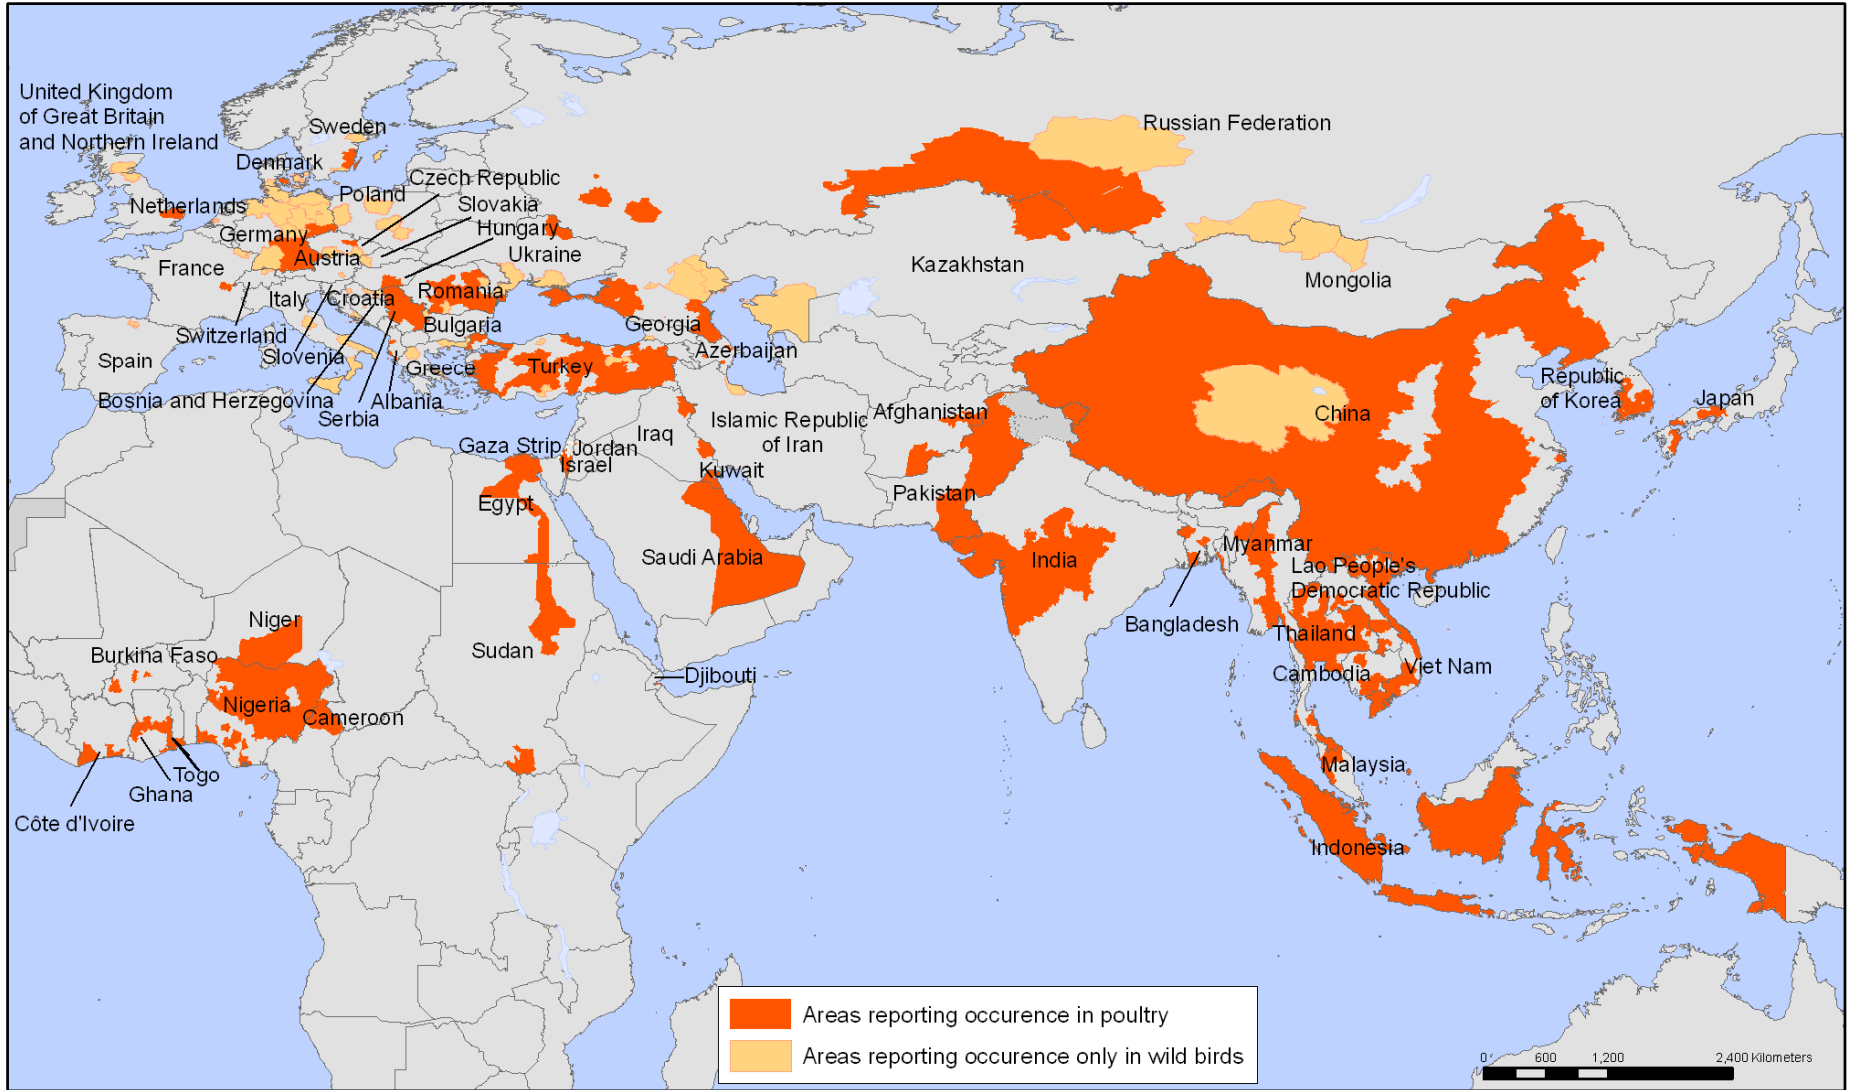 United Kingdom
of Great Britain
and Northern Ireland
Sweden
Denmark
Russian Federation
Czech Republic
Poland
Slovakia
Netherlands
Hungary
Germany
Ukraine
Austria
France
Kazakhstan
Mongolia
Italy
Croatia
Romania
Switzerland
Bulgaria
Georgia
Slovenia
Azerbaijan
Spain
Greece
Turkey
Republic
of Korea
Japan
Bosnia and Herzegovina
Albania
Serbia
Afghanistan
China
Islamic Republic
of Iran
Gaza Strip
Jordan
Iraq
Israel
Kuwait
Pakistan
Egypt
Saudi Arabia
India
Myanmar
Lao People's
Democratic Republic
Bangladesh
Niger
Thailand
Sudan
Burkina Faso
Djibouti
Cambodia
Viet Nam
Nigeria
Cameroon
Malaysia
Togo
Ghana
Côte d'Ivoire
Indonesia
Areas reporting occurence in poultry
Areas reporting occurence only in wild birds
0 600 1,200 2,400 Kilometers